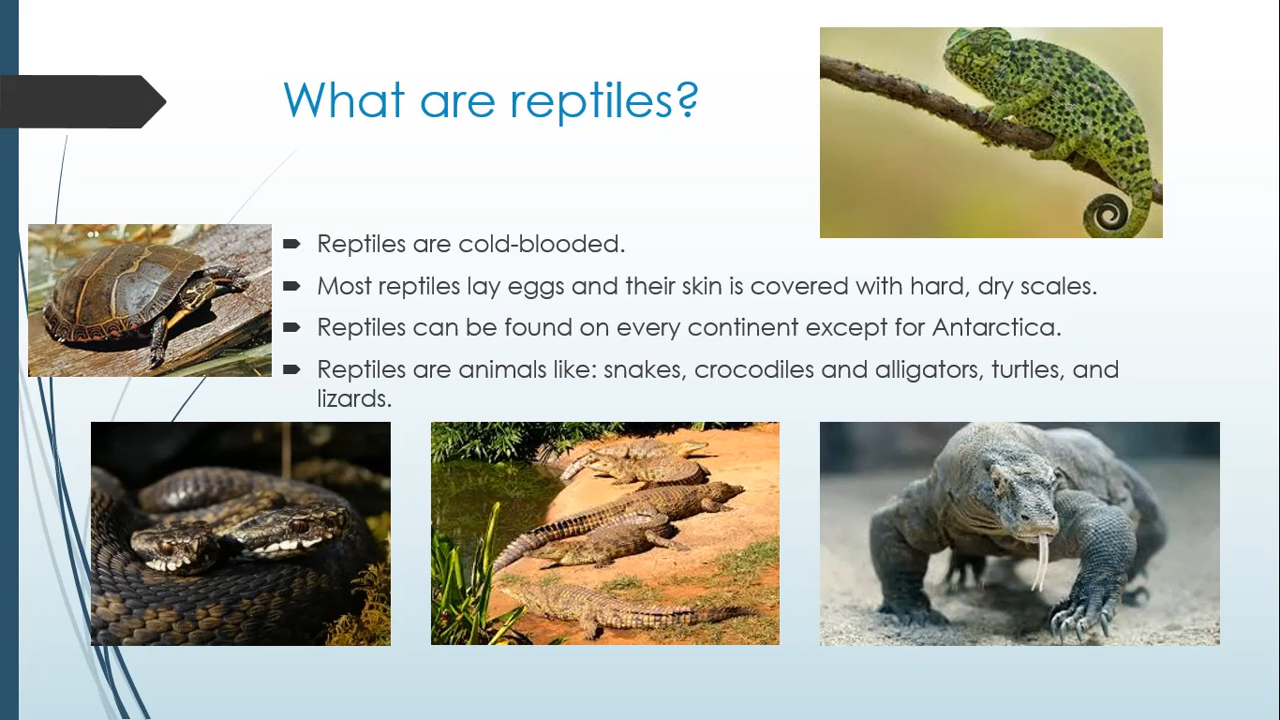 What are reptiles?
Reptiles are cold-blooded.
Most reptiles lay eggs and their skin is covered with hard, dry scales.
Reptiles can be found on every continent except for Antarctica.
Reptiles are animals like: snakes, crocodiles and alligators, turtles, and
lizards.